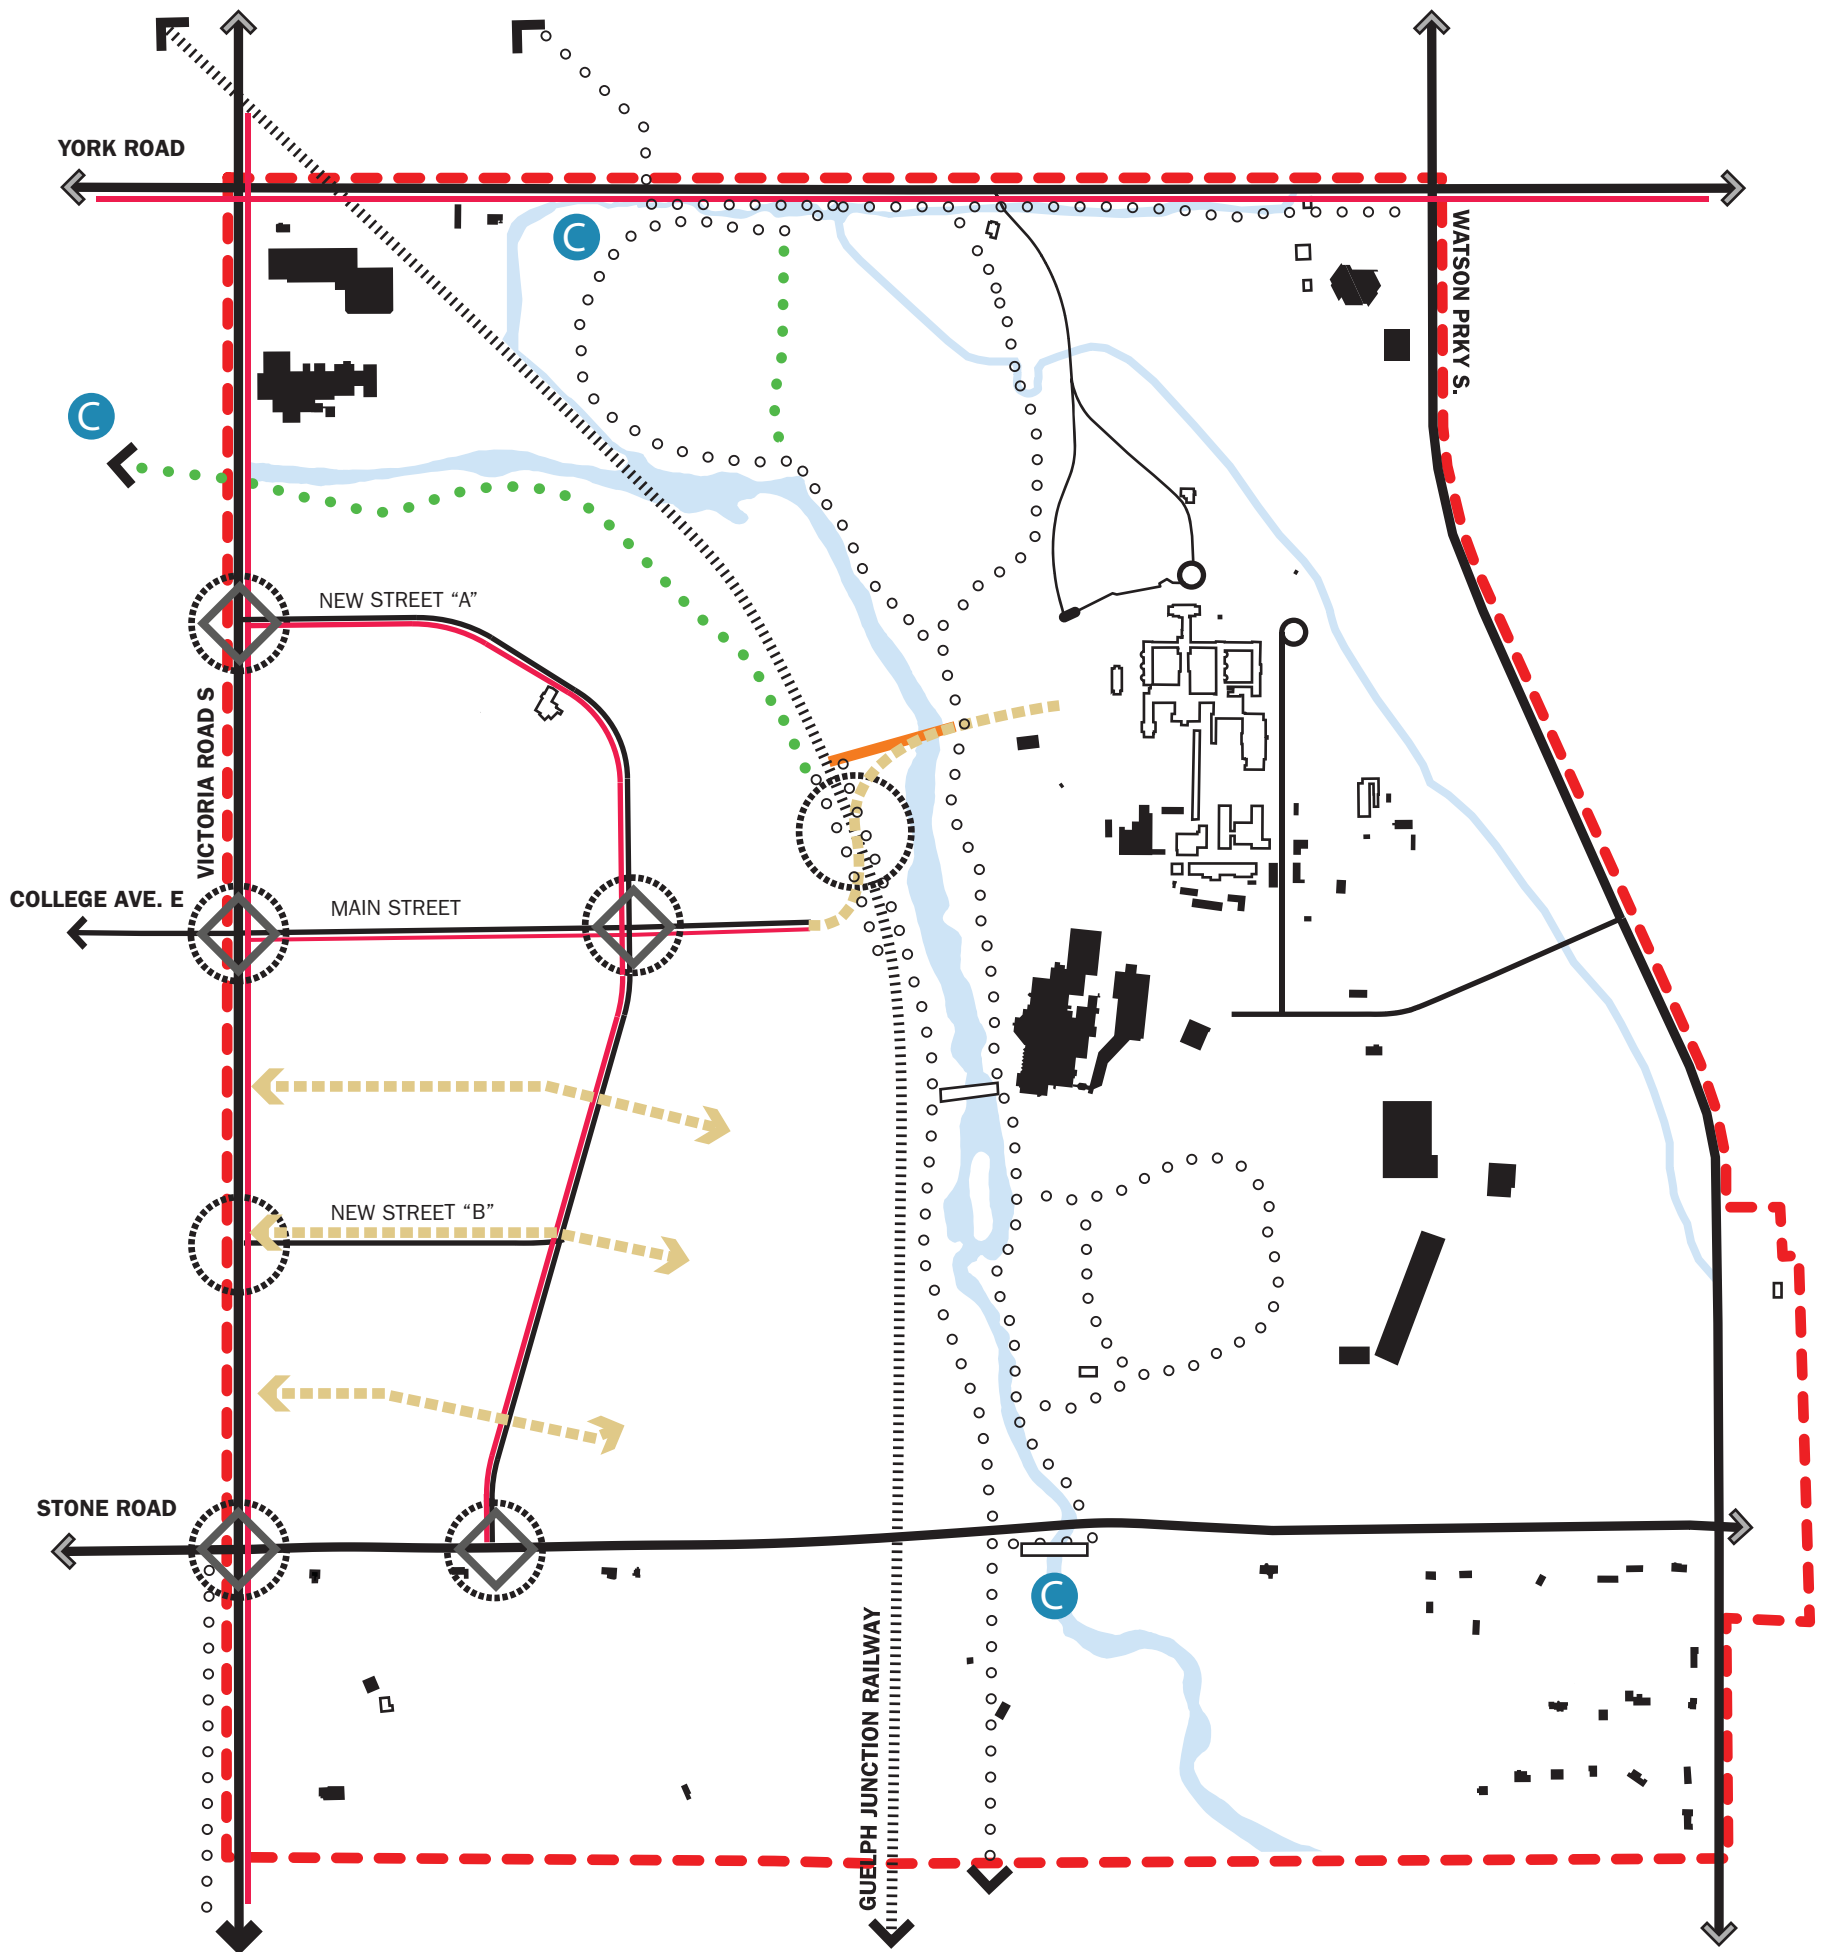 YORK ROAD
C
WATSON PRKY S.
C
NEW STREET “A”
VICTORIA ROAD S
COLLEGE AVE. E
MAIN STREET
NEW STREET “B”
STONE ROAD
C
GUELPH JUNCTION RAILWAY